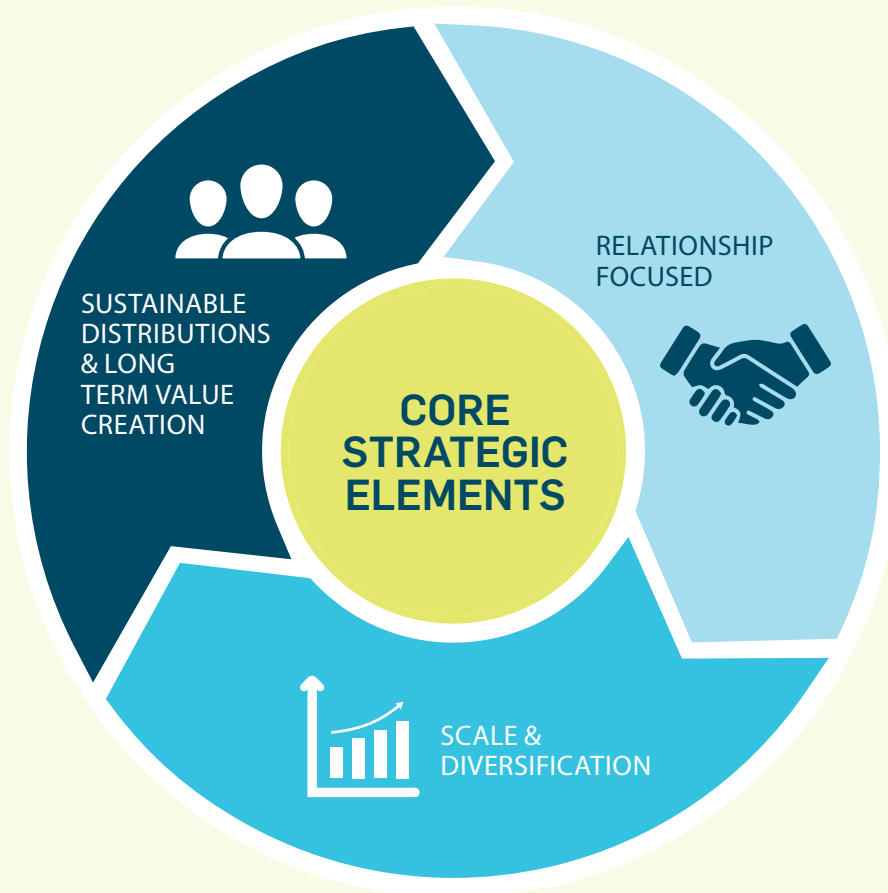 SUSTAINABLE
DISTRIBUTIONS
& LONG
TERM VALUE
CREATION
RELATIONSHIP
FOCUSED
CORE
STRATEGIC
ELEMENTS
SCALE &
DIVERSIFICATION